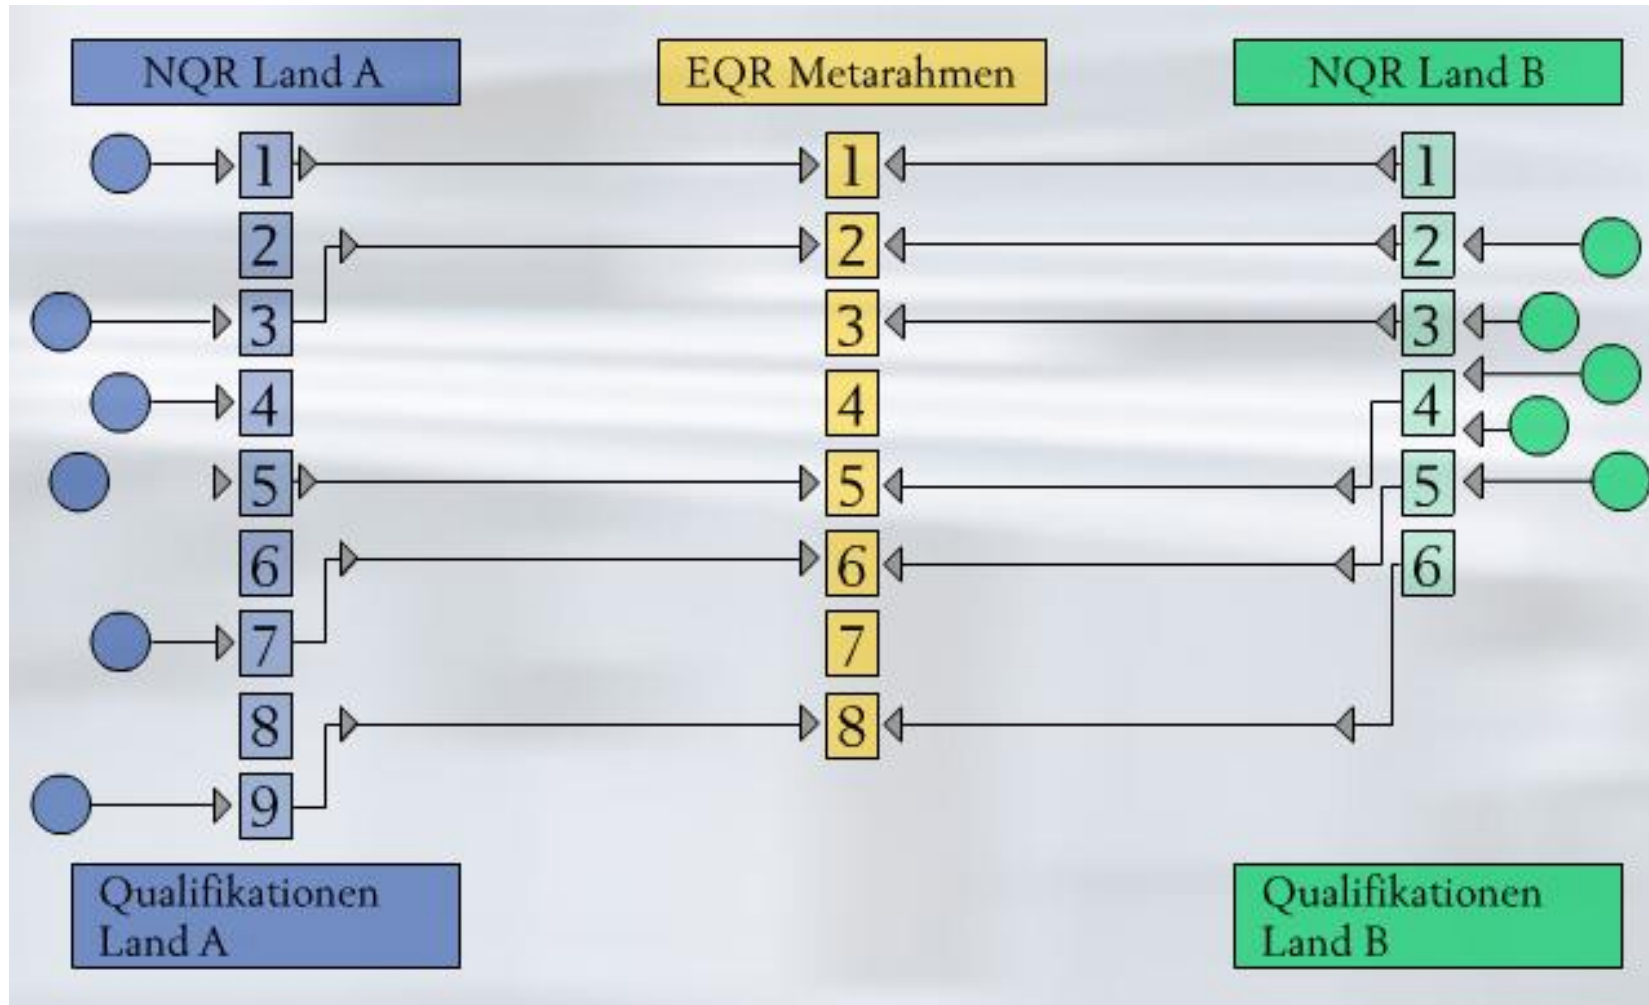 NQR Land A
EQR Metarahmen
NQR Land B
1 1 1
2 2 2
3 3 3
4 4 4
5 5 5
6 6 6
7 7
8 8
9
Qualifikationen
Land A
Qualifikationen
Land B